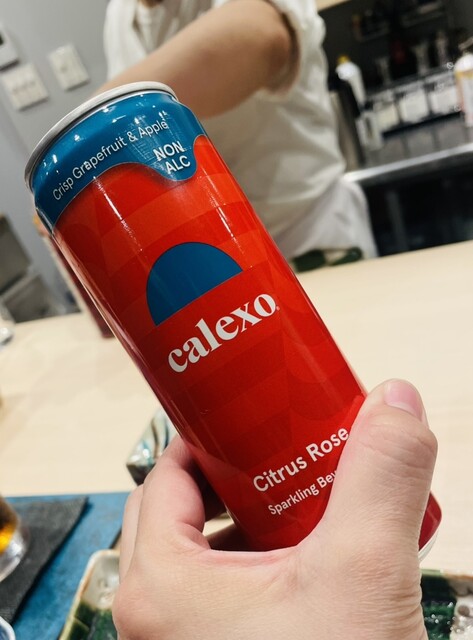 Crisp Grapefruit & Apple
NON
ALC
calexo
Citrus Rose
Sparkling